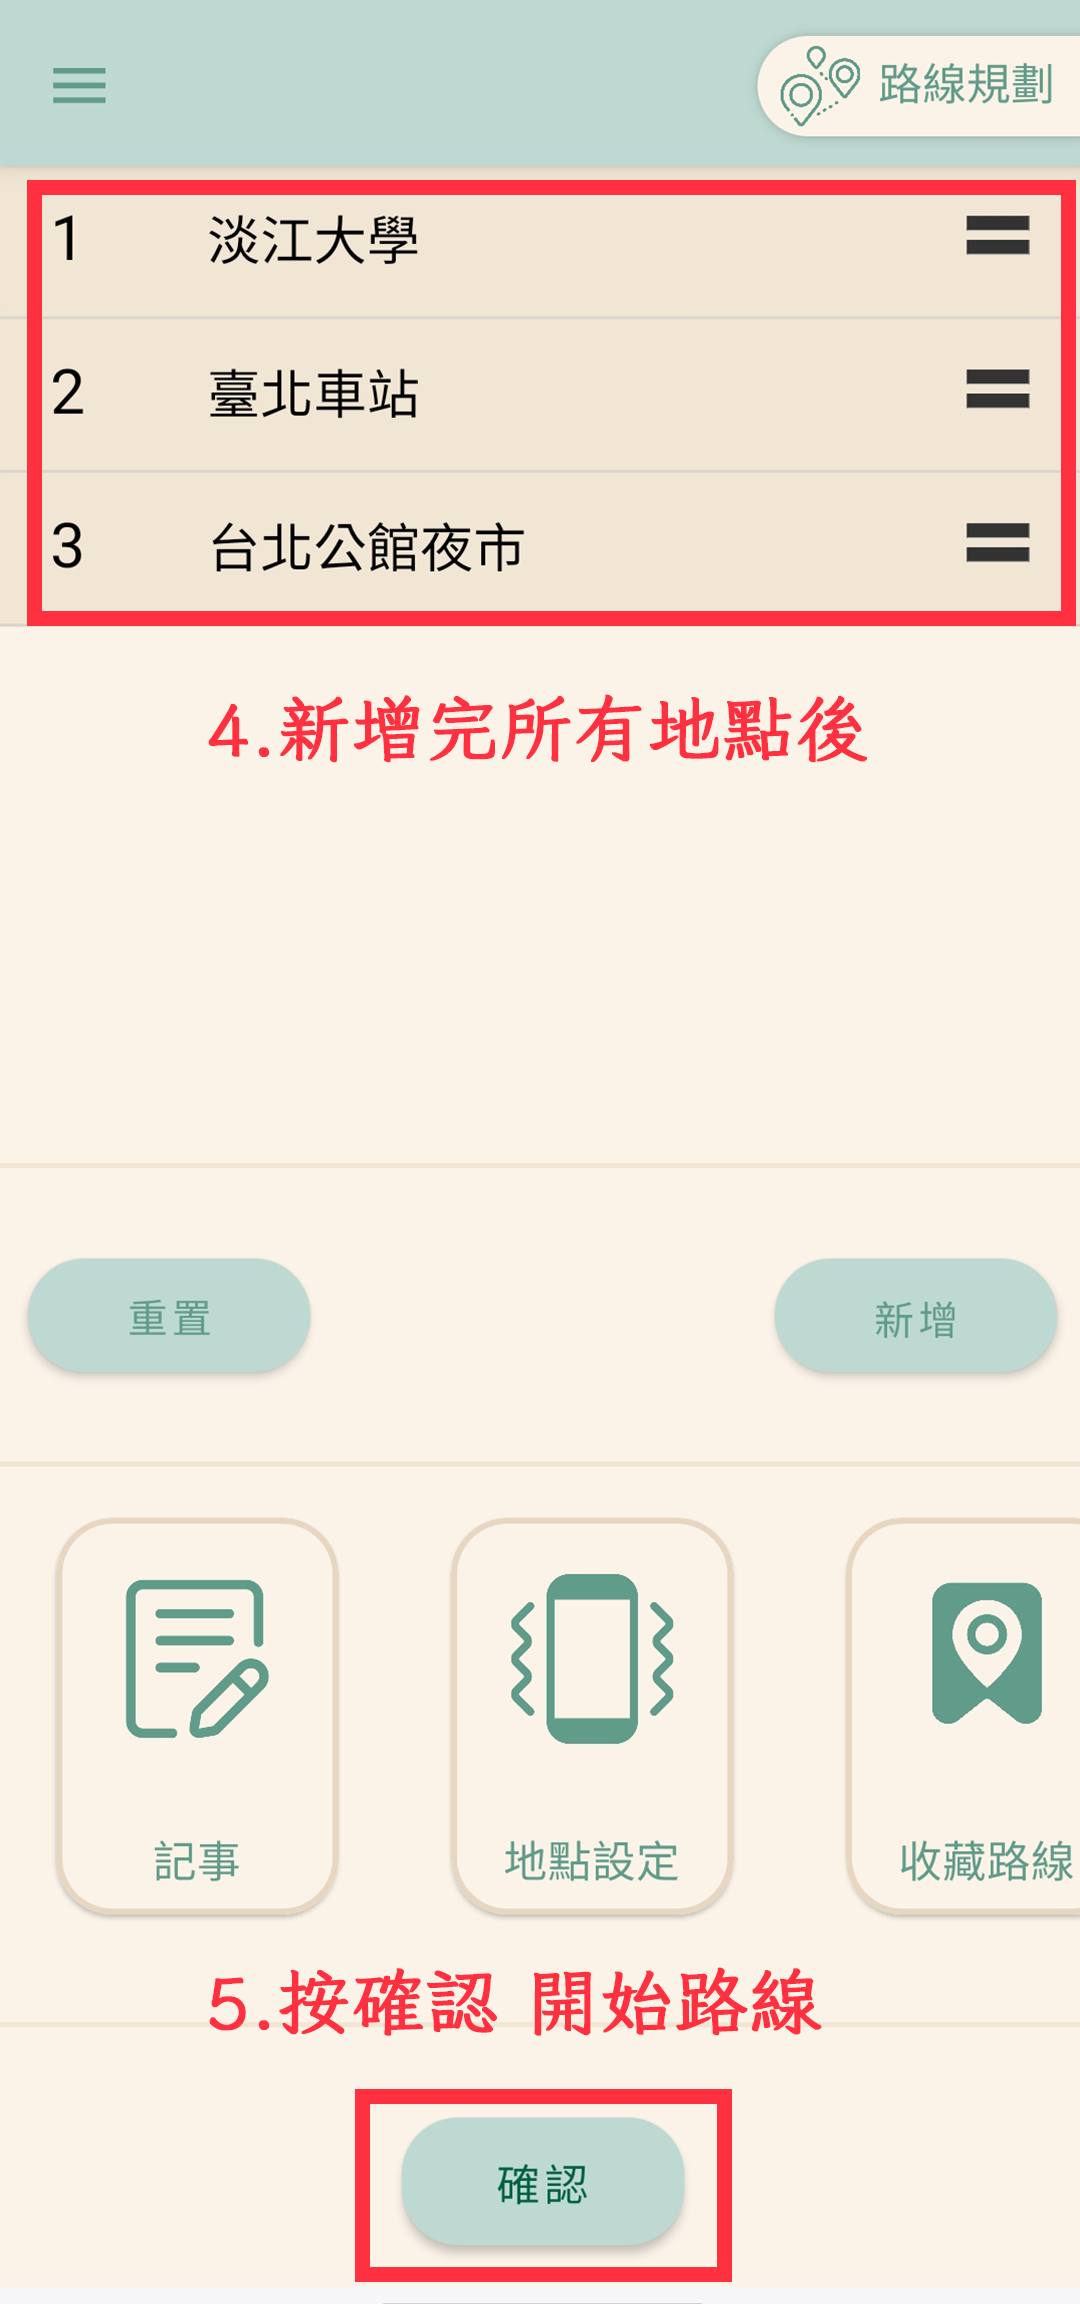 路線規劃
1 淡江大學
2 臺北車站
3 台北公館夜市
4.新增完所有地點後
重置 新增
記事 地點設定 收藏路線
5.按確認 開始路線
確認